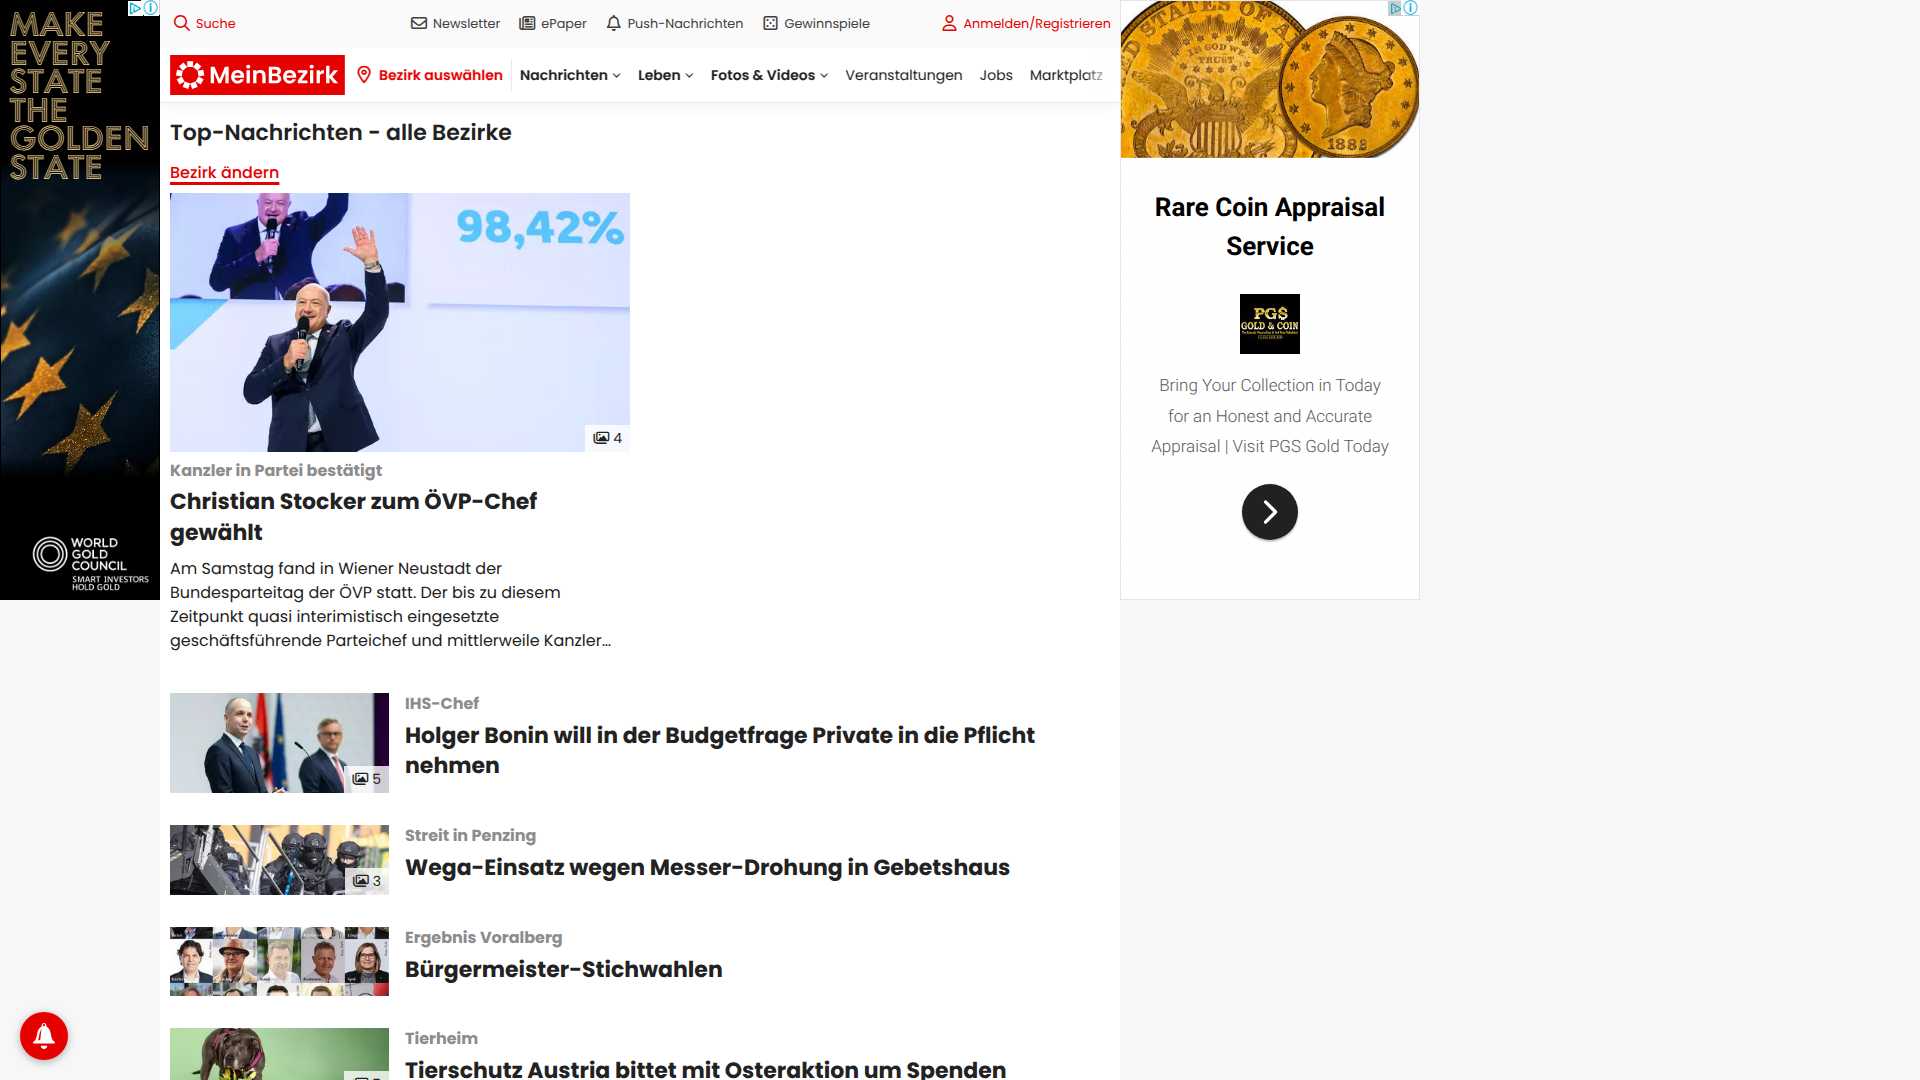 MAKE
EVERY
STATE
THE
GOLDEN
STATE
WORLD
GOLD
COUNCIL
SMART INVESTORS
HOLD GOLD
Suche
Newsletter
ePaper
Push-Nachrichten
Gewinnspiele
Anmelden/Registrieren
MeinBezirk
Bezirk auswählen
Nachrichten
Leben
Fotos & Videos
Veranstaltungen
Jobs
Marktplatz
Top-Nachrichten - alle Bezirke
Bezirk ändern
98,42%
4
Kanzler in Partei bestätigt
Christian Stocker zum ÖVP-Chef
gewählt
Am Samstag fand in Wiener Neustadt der
Bundesparteitag der ÖVP statt. Der bis zu diesem
Zeitpunkt quasi interimistisch eingesetzte
geschäftsführende Parteichef und mittlerweile Kanzler...
5
IHS-Chef
Holger Bonin will in der Budgetfrage Private in die Pflicht
nehmen
3
Streit in Penzing
Wega-Einsatz wegen Messer-Drohung in Gebetshaus
Ergebnis Voralberg
Bürgermeister-Stichwahlen
Tierheim
Tierschutz Austria bittet mit Osteraktion um Spenden
STATES OF
IN GOD WE
TRUST
Rare Coin Appraisal
Service
PGS
GOLD & COIN
Bring Your Collection in Today
for an Honest and Accurate
Appraisal | Visit PGS Gold Today